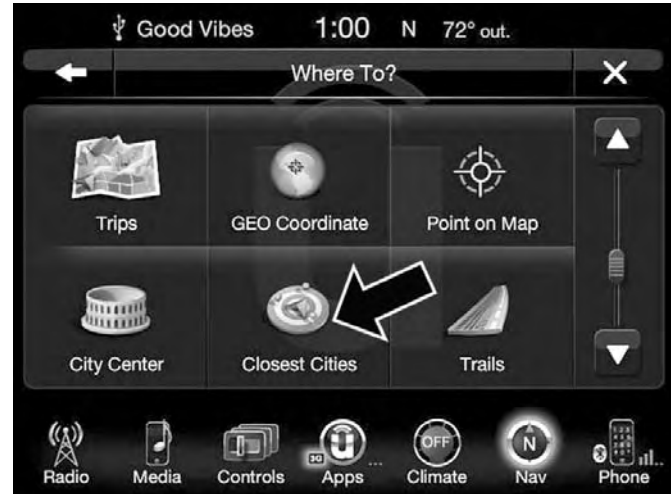 Good Vibes 1:00 N 72° out.
Where To?
Trips GEO Coordinate Point on Map
City Center Closest Cities Trails
3G OFF N
Radio Media Controls Apps ... Climate Nav Phone